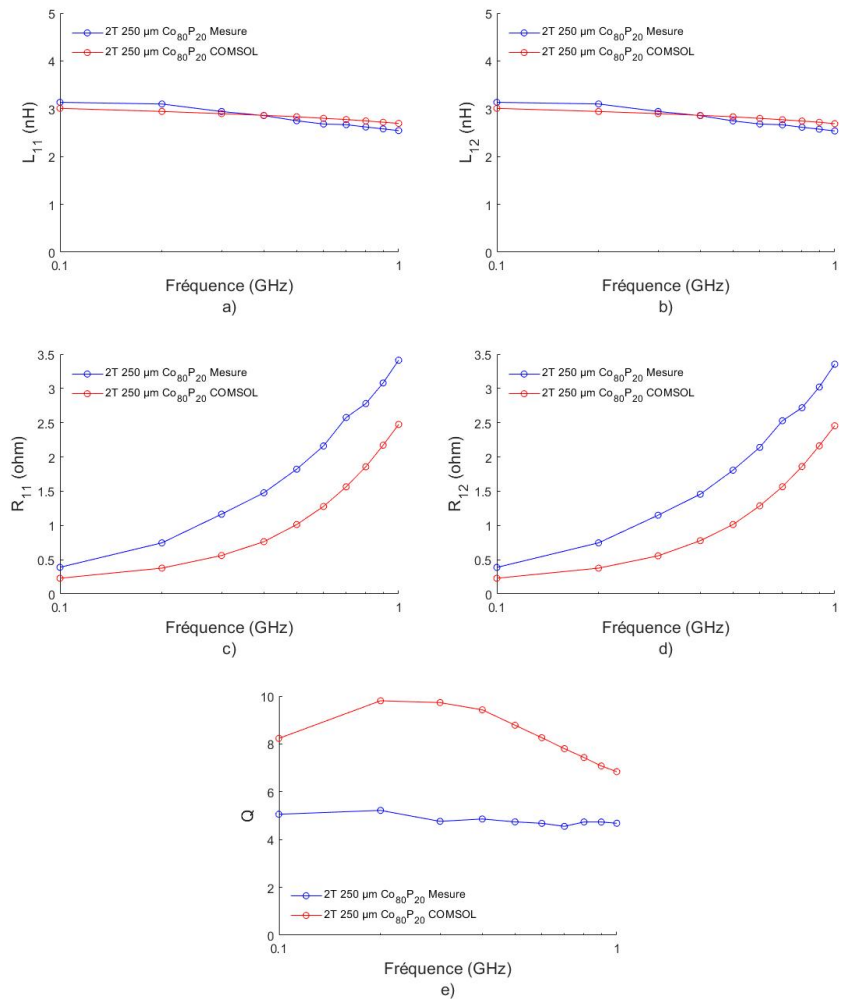 5
4
3
2
1
0
L11 (nH)
2T 250 µm Co80P20 Mesure
2T 250 µm Co80P20 COMSOL
0.1
1
Fréquence (GHz)
a)
5
4
3
2
1
0
L12 (nH)
2T 250 µm Co80P20 Mesure
2T 250 µm Co80P20 COMSOL
0.1
1
Fréquence (GHz)
b)
3.5
3
2.5
2
1.5
1
0.5
0
R11 (ohm)
2T 250 µm Co80P20 Mesure
2T 250 µm Co80P20 COMSOL
0.1
1
Fréquence (GHz)
c)
3.5
3
2.5
2
1.5
1
0.5
0
R12 (ohm)
2T 250 µm Co80P20 Mesure
2T 250 µm Co80P20 COMSOL
0.1
1
Fréquence (GHz)
d)
10
8
6
4
2
0
Q
2T 250 µm Co80P20 Mesure
2T 250 µm Co80P20 COMSOL
0.1
1
Fréquence (GHz)
e)